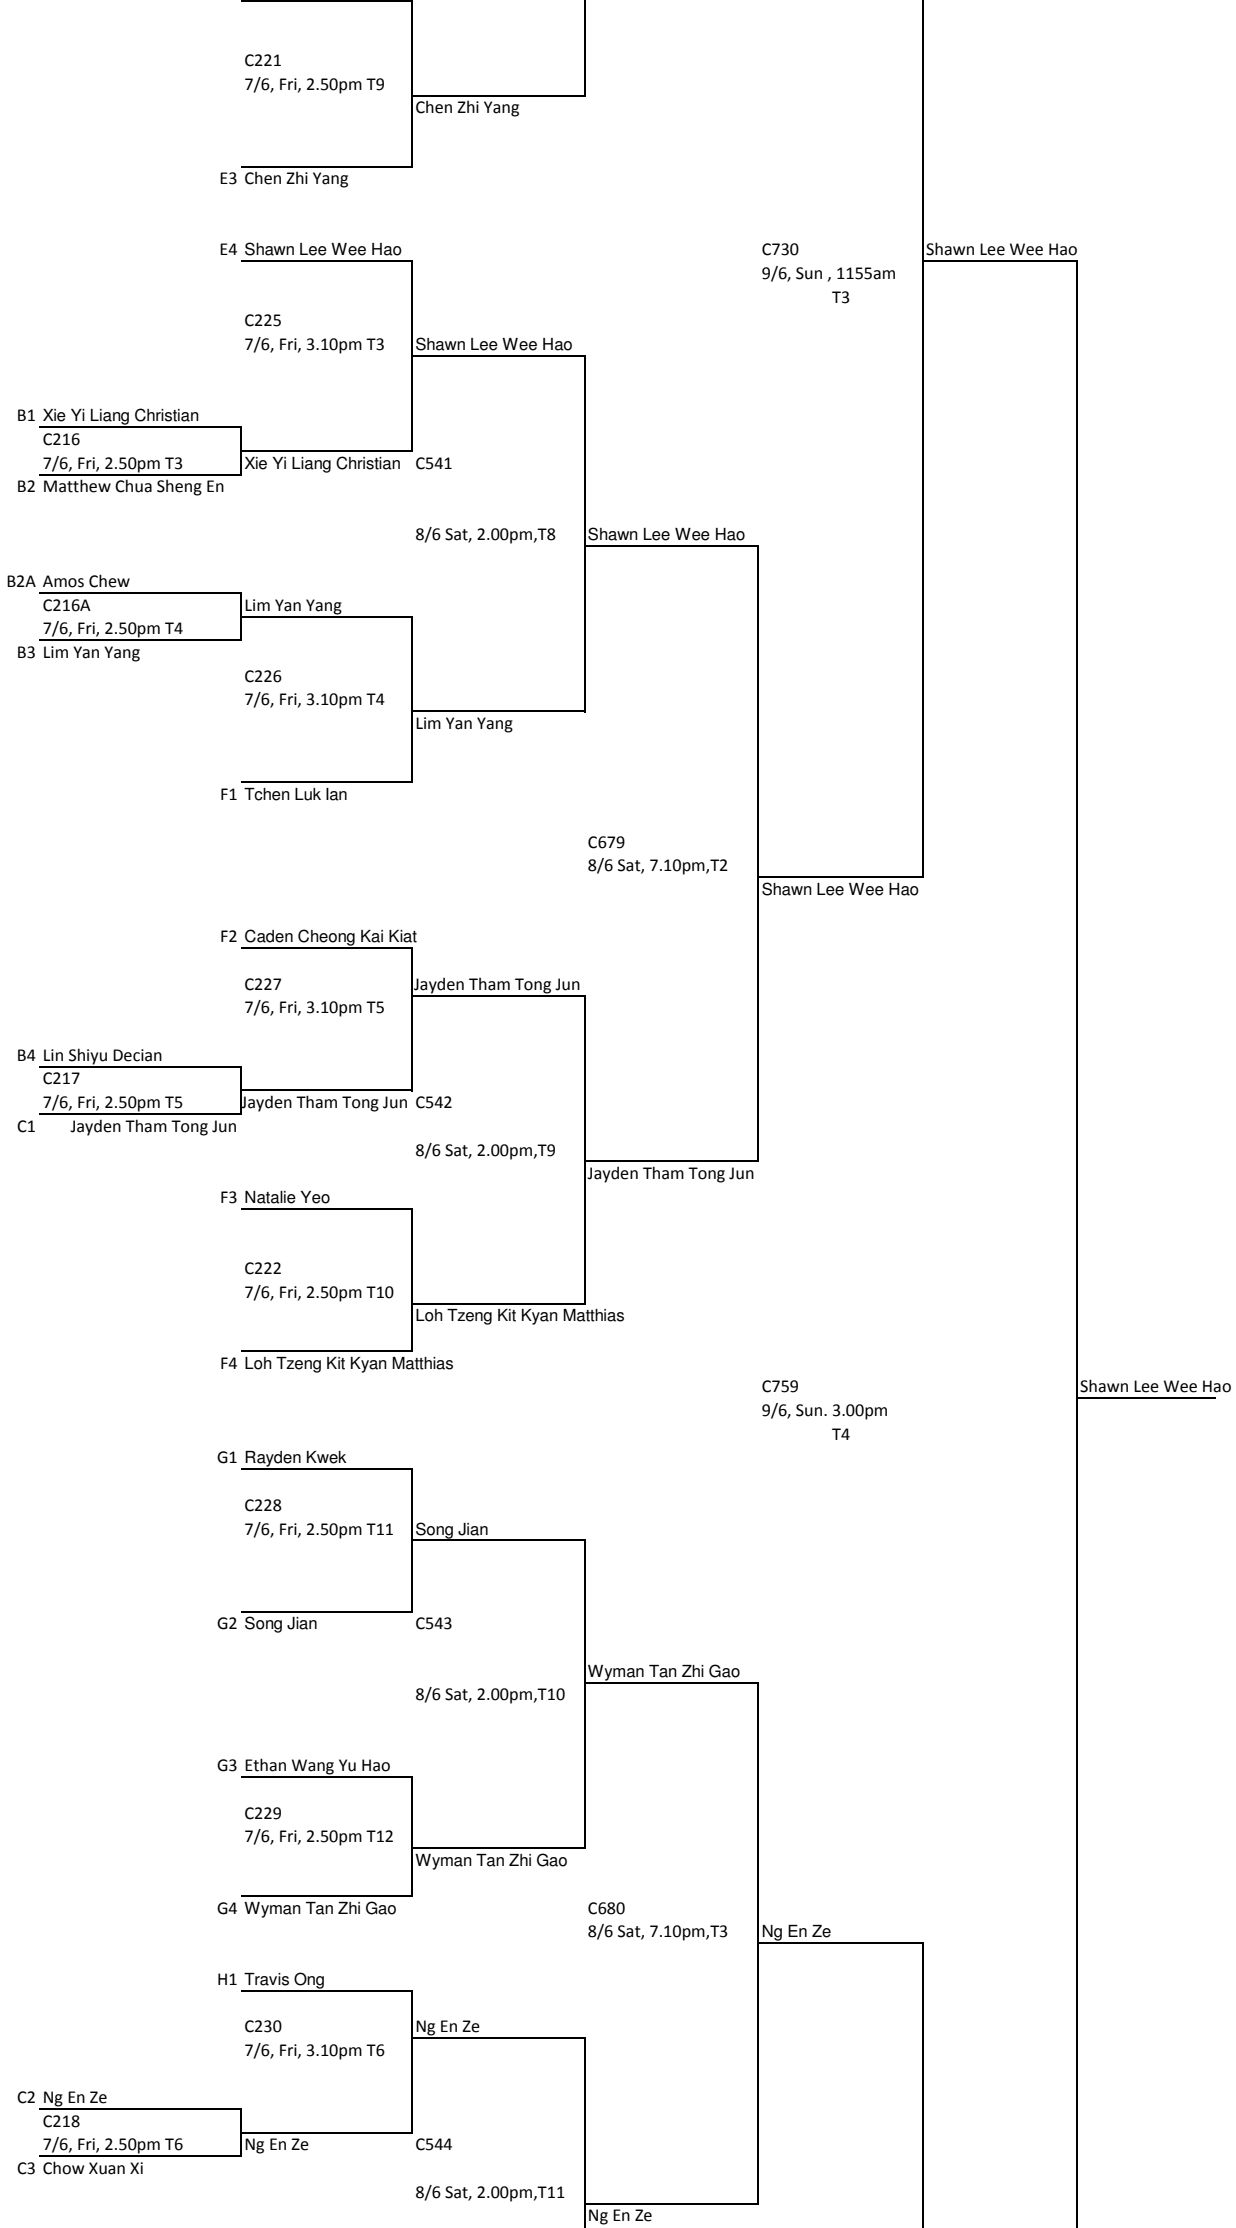 C221
7/6, Fri, 2.50pm T9
Chen Zhi Yang
E3 Chen Zhi Yang
E4 Shawn Lee Wee Hao
C730
Shawn Lee Wee Hao
9/6, Sun , 1155am
T3
C225
7/6, Fri, 3.10pm T3
Shawn Lee Wee Hao
B1 Xie Yi Liang Christian
C216
7/6, Fri, 2.50pm T3
Xie Yi Liang Christian
C541
B2 Matthew Chua Sheng En
8/6 Sat, 2.00pm,T8
Shawn Lee Wee Hao
B2A Amos Chew
C216A
Lim Yan Yang
7/6, Fri, 2.50pm T4
B3 Lim Yan Yang
C226
7/6, Fri, 3.10pm T4
Lim Yan Yang
F1 Tchen Luk Ian
C679
8/6 Sat, 7.10pm,T2
Shawn Lee Wee Hao
F2 Caden Cheong Kai Kiat
C227
Jayden Tham Tong Jun
7/6, Fri, 3.10pm T5
B4 Lin Shiyu Decian
C217
7/6, Fri, 2.50pm T5
Jayden Tham Tong Jun
C542
C1 Jayden Tham Tong Jun
8/6 Sat, 2.00pm,T9
Jayden Tham Tong Jun
F3 Natalie Yeo
C222
7/6, Fri, 2.50pm T10
Loh Tzeng Kit Kyan Matthias
F4 Loh Tzeng Kit Kyan Matthias
C759
Shawn Lee Wee Hao
9/6, Sun. 3.00pm
T4
G1 Rayden Kwek
C228
7/6, Fri, 2.50pm T11
Song Jian
G2 Song Jian
C543
Wyman Tan Zhi Gao
8/6 Sat, 2.00pm,T10
G3 Ethan Wang Yu Hao
C229
7/6, Fri, 2.50pm T12
Wyman Tan Zhi Gao
G4 Wyman Tan Zhi Gao
C680
8/6 Sat, 7.10pm,T3
Ng En Ze
H1 Travis Ong
C230
Ng En Ze
7/6, Fri, 3.10pm T6
C2 Ng En Ze
C218
7/6, Fri, 2.50pm T6
Ng En Ze
C544
C3 Chow Xuan Xi
8/6 Sat, 2.00pm,T11
Ng En Ze